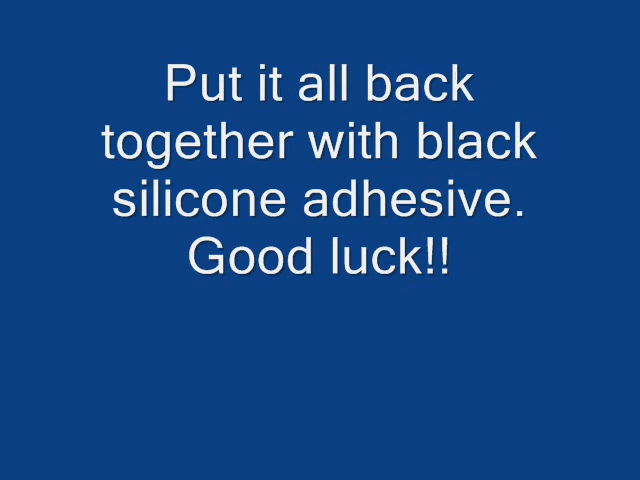 Put it all back
together with black
silicone adhesive.
Good luck!!